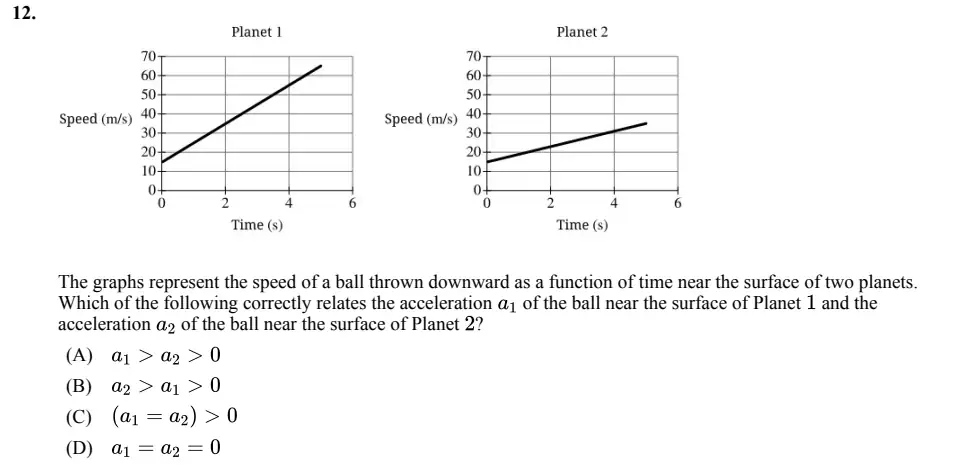 12.
Planet 1
70
60
50
Speed (m/s) 40
30
20
10
0
0 2 4 6
Time (s)
Planet 2
70
60
50
Speed (m/s) 40
30
20
10
0
0 2 4 6
Time (s)
The graphs represent the speed of a ball thrown downward as a function of time near the surface of two planets.
Which of the following correctly relates the acceleration a₁ of the ball near the surface of Planet 1 and the
acceleration a₂ of the ball near the surface of Planet 2?
(A) a₁ > a₂ > 0
(B) a₂ > a₁ > 0
(C) (a₁ = a₂) > 0
(D) a₁ = a₂ = 0